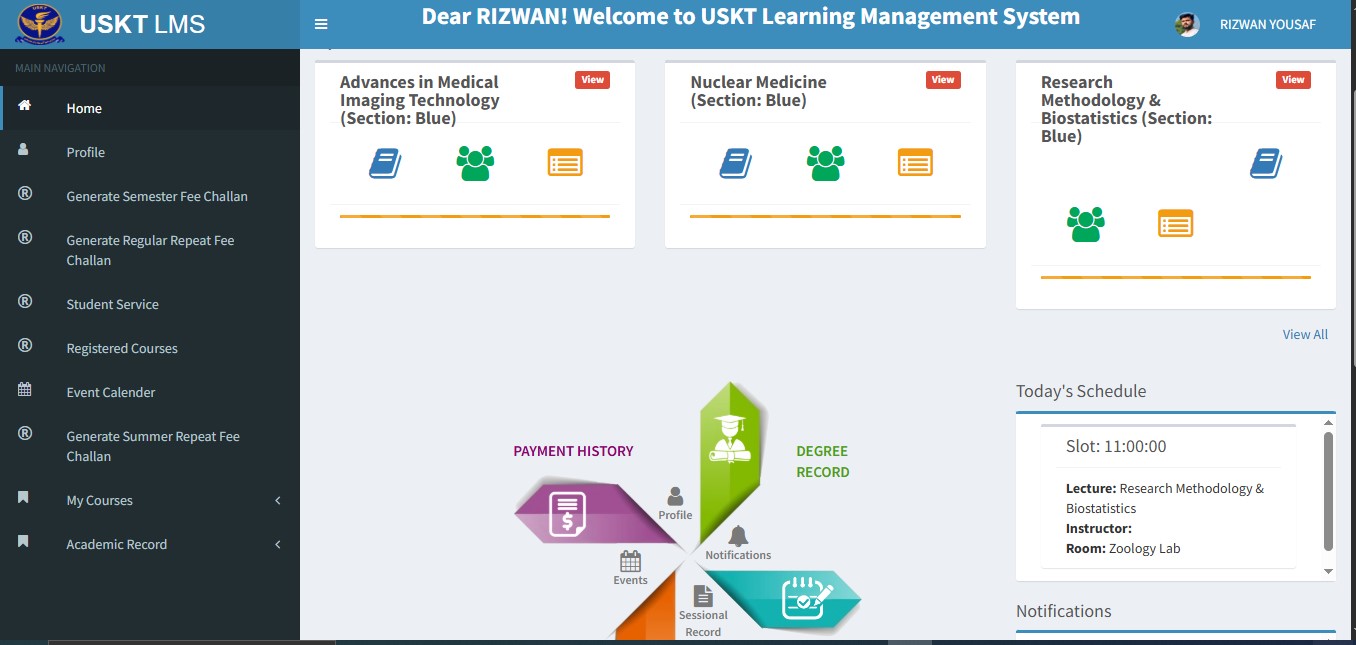 USKT LMS
Dear RIZWAN! Welcome to USKT Learning Management System
RIZWAN YOUSAF
MAIN NAVIGATION
Home
Profile
Generate Semester Fee Challan
Generate Regular Repeat Fee
Challan
Student Service
Registered Courses
Event Calender
Generate Summer Repeat Fee
Challan
My Courses
Academic Record
Advances in Medical
Imaging Technology
(Section: Blue)
View
Nuclear Medicine
(Section: Blue)
View
Research
Methodology &
Biostatistics (Section:
Blue)
View
View All
PAYMENT HISTORY
DEGREE
RECORD
Profile
Notifications
Events
Sessional
Record
Today's Schedule
Slot: 11:00:00
Lecture: Research Methodology &
Biostatistics
Instructor:
Room: Zoology Lab
Notifications